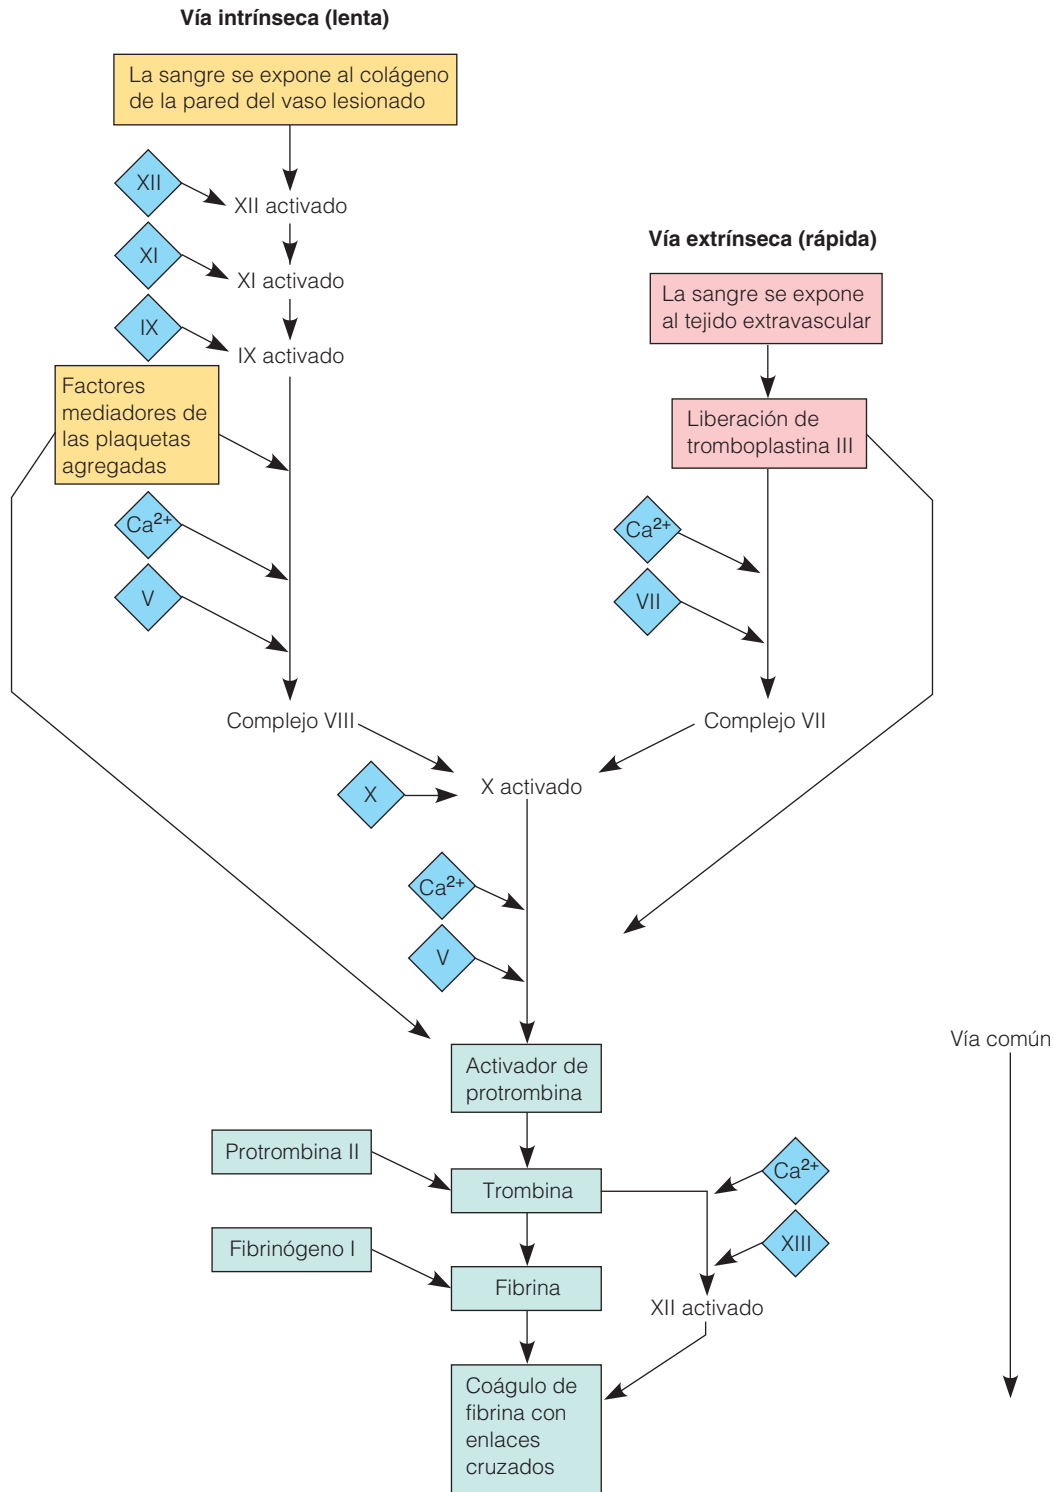 Vía intrínseca (lenta)
La sangre se expone al colágeno
de la pared del vaso lesionado
XII
XII activado
XI
XI activado
IX
IX activado
Factores
mediadores de
las plaquetas
agregadas
Ca²⁺
V
Complejo VIII
Vía extrínseca (rápida)
La sangre se expone
al tejido extravascular
Liberación de
tromboplastina III
Ca²⁺
VII
Complejo VII
X
X activado
Ca²⁺
V
Activador de
protrombina
Vía común
Protrombina II
Trombina
Ca²⁺
Fibrinógeno I
XIII
Fibrina
XII activado
Coágulo de
fibrina con
enlaces
cruzados